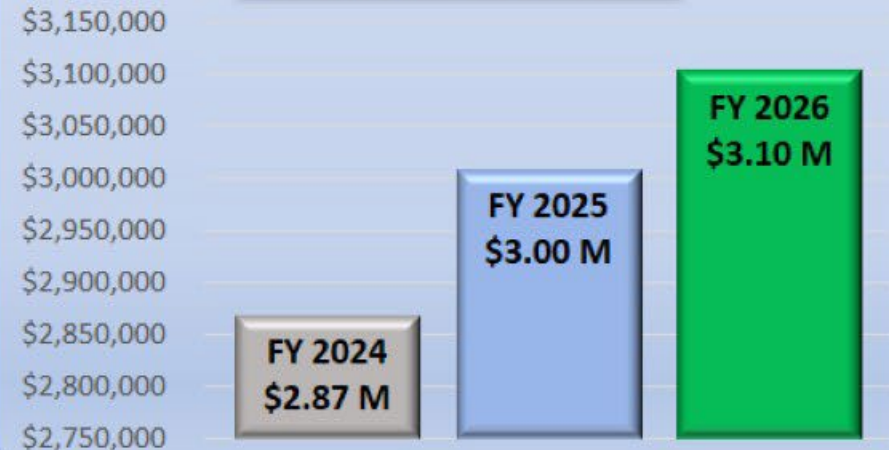 $3,150,000
$3,100,000
$3,050,000
$3,000,000
$2,950,000
$2,900,000
$2,850,000
$2,800,000
$2,750,000
FY 2024
$2.87 M
FY 2025
$3.00 M
FY 2026
$3.10 M